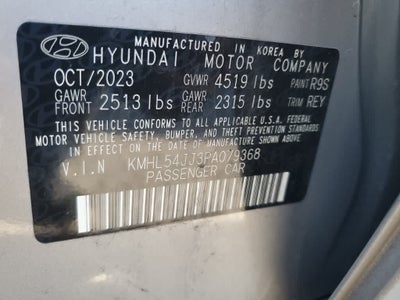 MANUFACTURED IN KOREA BY
HYUNDAI MOTOR COMPANY
OCT/2023 GVWR 4519 lbs PAINT R9S
GAWR FRONT 2513 lbs GAWR REAR 2315 lbs TRIM REY
THIS VEHICLE CONFORMS TO ALL APPLICABLE U.S.A. FEDERAL
MOTOR VEHICLE SAFETY, BUMPER, AND THEFT PREVENTION STANDARDS
IN EFFECT ON THE DATE OF MANUFACTURE SHOWN ABOVE.
V.I.N KMHL54JJ3PA079368
PASSENGER CAR